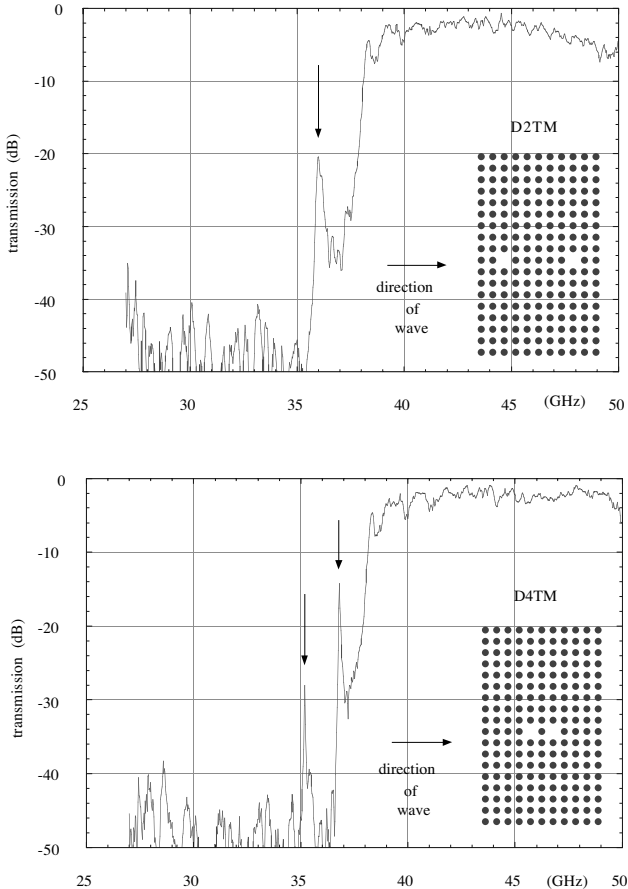 0
-10
-20
-30
-40
-50
transmission (dB)
D2TM
direction
of
wave
25
30
35
40
45
(GHz)
50
0
-10
-20
-30
-40
-50
transmission (dB)
D4TM
direction
of
wave
25
30
35
40
45
(GHz)
50